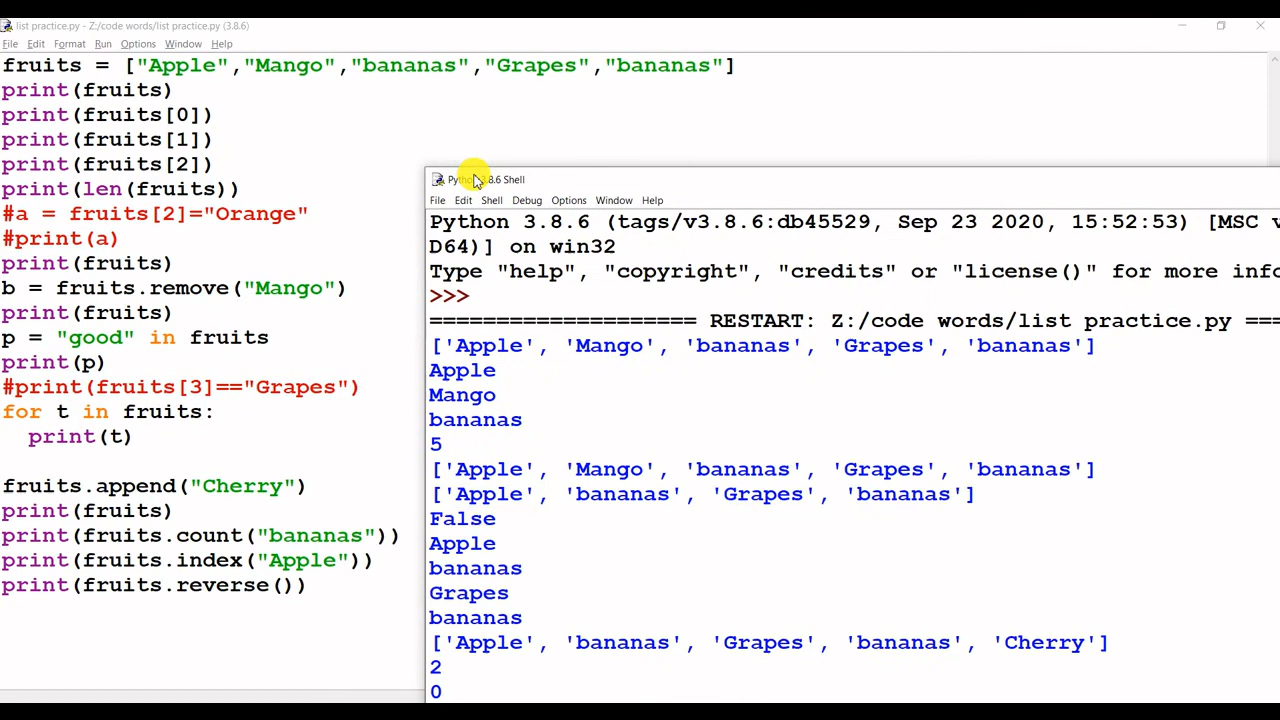 list practice.py - Z:/code words/list practice.py (3.8.6)
File Edit Format Run Options Window Help
fruits = ["Apple","Mango","bananas","Grapes","bananas"]
print(fruits)
print(fruits[0])
print(fruits[1])
print(fruits[2])
print(len(fruits))
#a = fruits[2]="Orange"
#print(a)
print(fruits)
b = fruits.remove("Mango")
print(fruits)
p = "good" in fruits
print(p)
#print(fruits[3]=="Grapes")
for t in fruits:
  print(t)
fruits.append("Cherry")
print(fruits)
print(fruits.count("bananas"))
print(fruits.index("Apple"))
print(fruits.reverse())
Python 3.8.6 Shell
File Edit Shell Debug Options Window Help
Python 3.8.6 (tags/v3.8.6:db45529, Sep 23 2020, 15:52:53) [MSC v
D64)] on win32
Type "help", "copyright", "credits" or "license()" for more info
>>>
==================== RESTART: Z:/code words/list practice.py ===
['Apple', 'Mango', 'bananas', 'Grapes', 'bananas']
Apple
Mango
bananas
5
['Apple', 'Mango', 'bananas', 'Grapes', 'bananas']
['Apple', 'bananas', 'Grapes', 'bananas']
False
Apple
bananas
Grapes
bananas
['Apple', 'bananas', 'Grapes', 'bananas', 'Cherry']
2
0